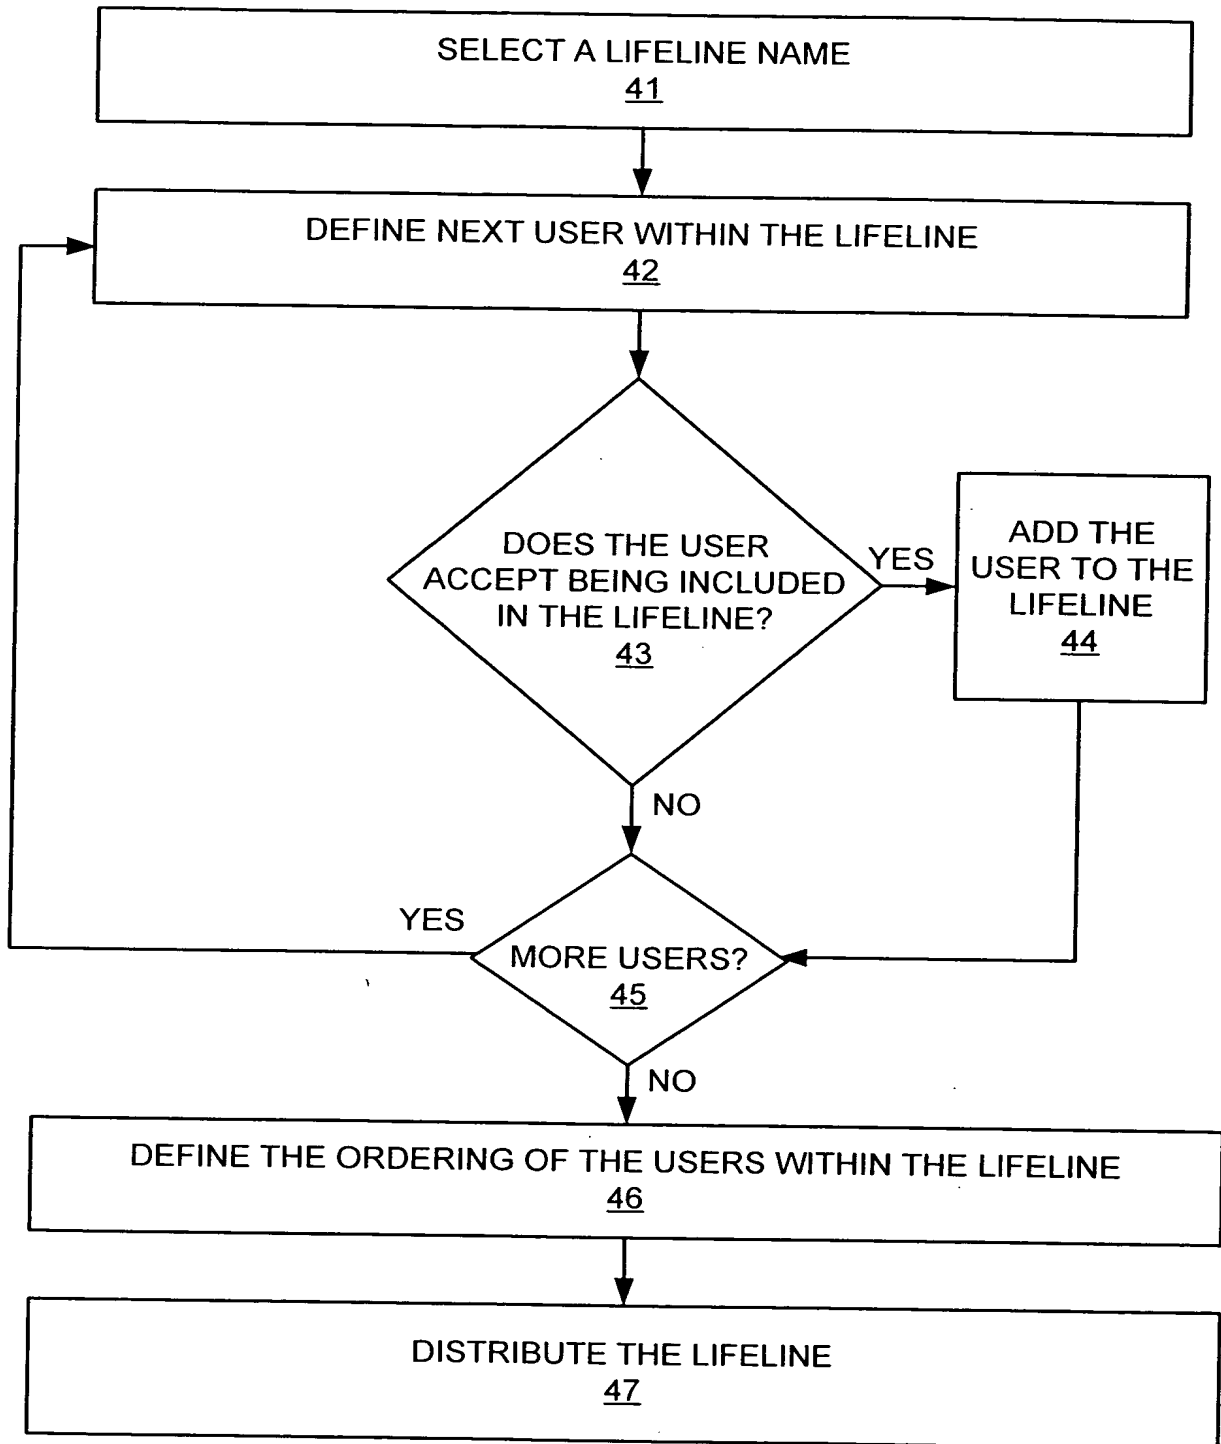 SELECT A LIFELINE NAME
41
DEFINE NEXT USER WITHIN THE LIFELINE
42
DOES THE USER
ACCEPT BEING INCLUDED
IN THE LIFELINE?
43
YES
ADD THE
USER TO THE
LIFELINE
44
NO
YES
MORE USERS?
45
NO
DEFINE THE ORDERING OF THE USERS WITHIN THE LIFELINE
46
DISTRIBUTE THE LIFELINE
47